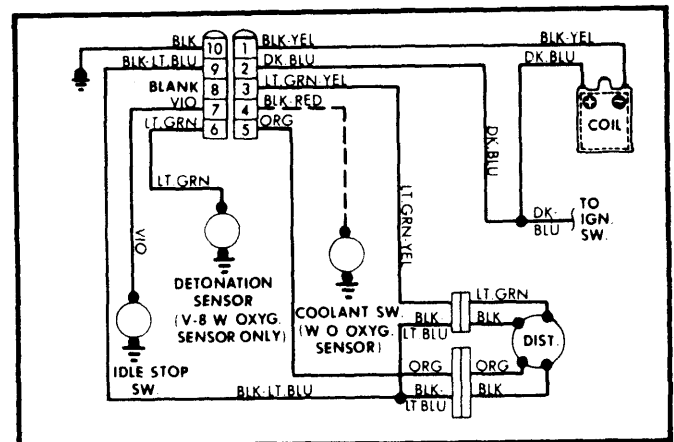 BLK 10 1 BLK-YEL BLK-YEL
BLK-LT.BLU 9 2 DK.BLU DK.BLU
BLANK 8 3 LT.GRN-YEL
VIO 7 4 BLK-RED
LT.GRN 6 5 ORG
COIL
LT.GRN
DK.BLU
VIO
LT.GRN-YEL
TO
IGN.
SW.
DK-
BLU
DETONATION
SENSOR
(V-8 W OXYG.
SENSOR ONLY)
COOLANT SW.
(W O OXYG.
SENSOR)
IDLE STOP
SW.
LT.GRN
BLK BLK
LT BLU
DIST.
ORG ORG
BLK- BLK
LT BLU
BLK-LT.BLU